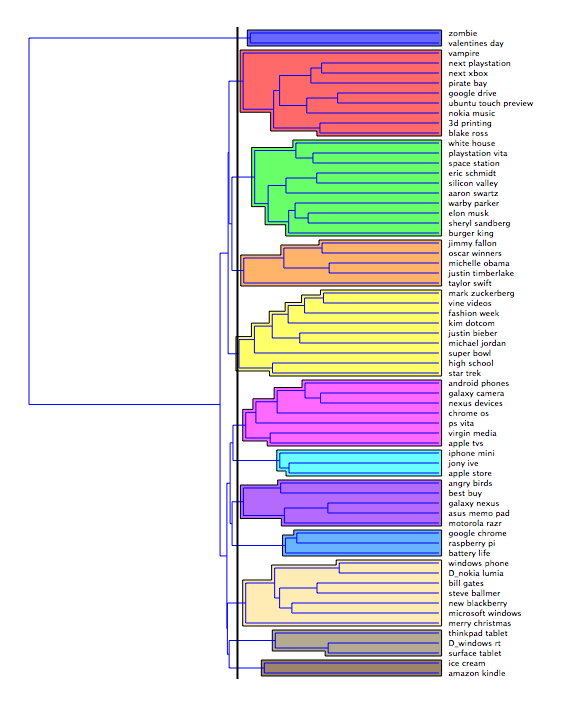 zombie
valentines day
vampire
next playstation
next xbox
pirate bay
google drive
ubuntu touch preview
nokia music
3d printing
blake ross
white house
playstation vita
space station
eric schmidt
silicon valley
aaron swartz
warby parker
elon musk
sheryl sandberg
burger king
jimmy fallon
oscar winners
michelle obama
justin timberlake
taylor swift
mark zuckerberg
vine videos
fashion week
kim dotcom
justin bieber
michael jordan
super bowl
high school
star trek
android phones
galaxy camera
nexus devices
chrome os
ps vita
virgin media
apple tvs
iphone mini
jony ive
apple store
angry birds
best buy
galaxy nexus
asus memo pad
motorola razr
google chrome
raspberry pi
battery life
windows phone
D_nokia lumia
bill gates
steve ballmer
new blackberry
microsoft windows
merry christmas
thinkpad tablet
D_windows rt
surface tablet
ice cream
amazon kindle